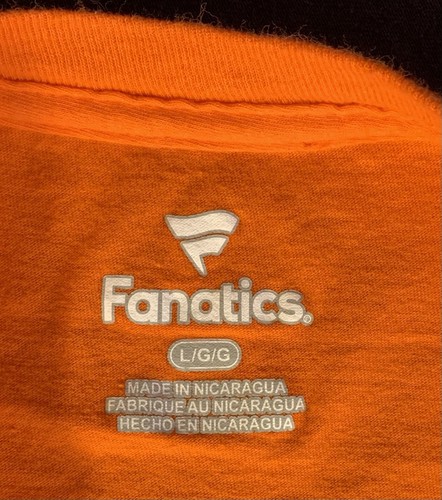 Fanatics.
L/G/G
MADE IN NICARAGUA
FABRIQUE AU NICARAGUA
HECHO EN NICARAGUA